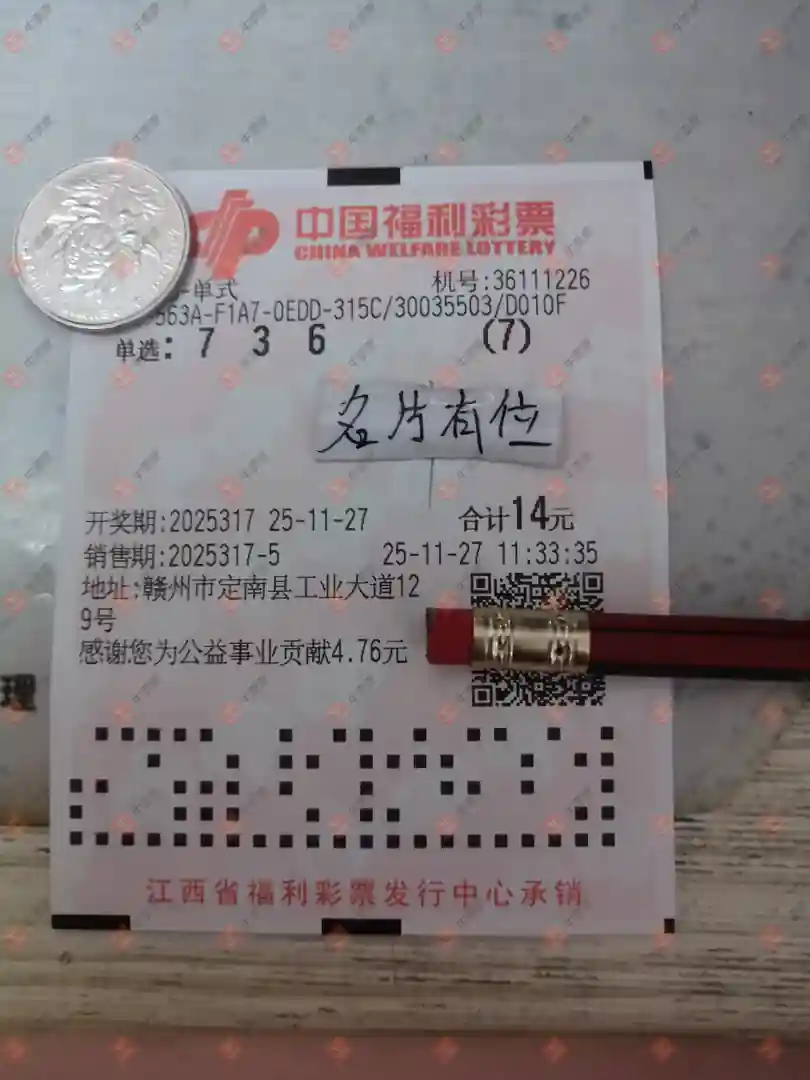 中国福利彩票
CHINA WELFARE LOTTERY
单式 机号:36111226
563A-F1A7-0EDD-315C/30035503/D010F
单选: 7 3 6 (7)
名片有位
开奖期:2025317 25-11-27 合计14元
销售期:2025317-5 25-11-27 11:33:35
地址:赣州市定南县工业大道12
9号
感谢您为公益事业贡献4.76元
理
江西省福利彩票发行中心承销